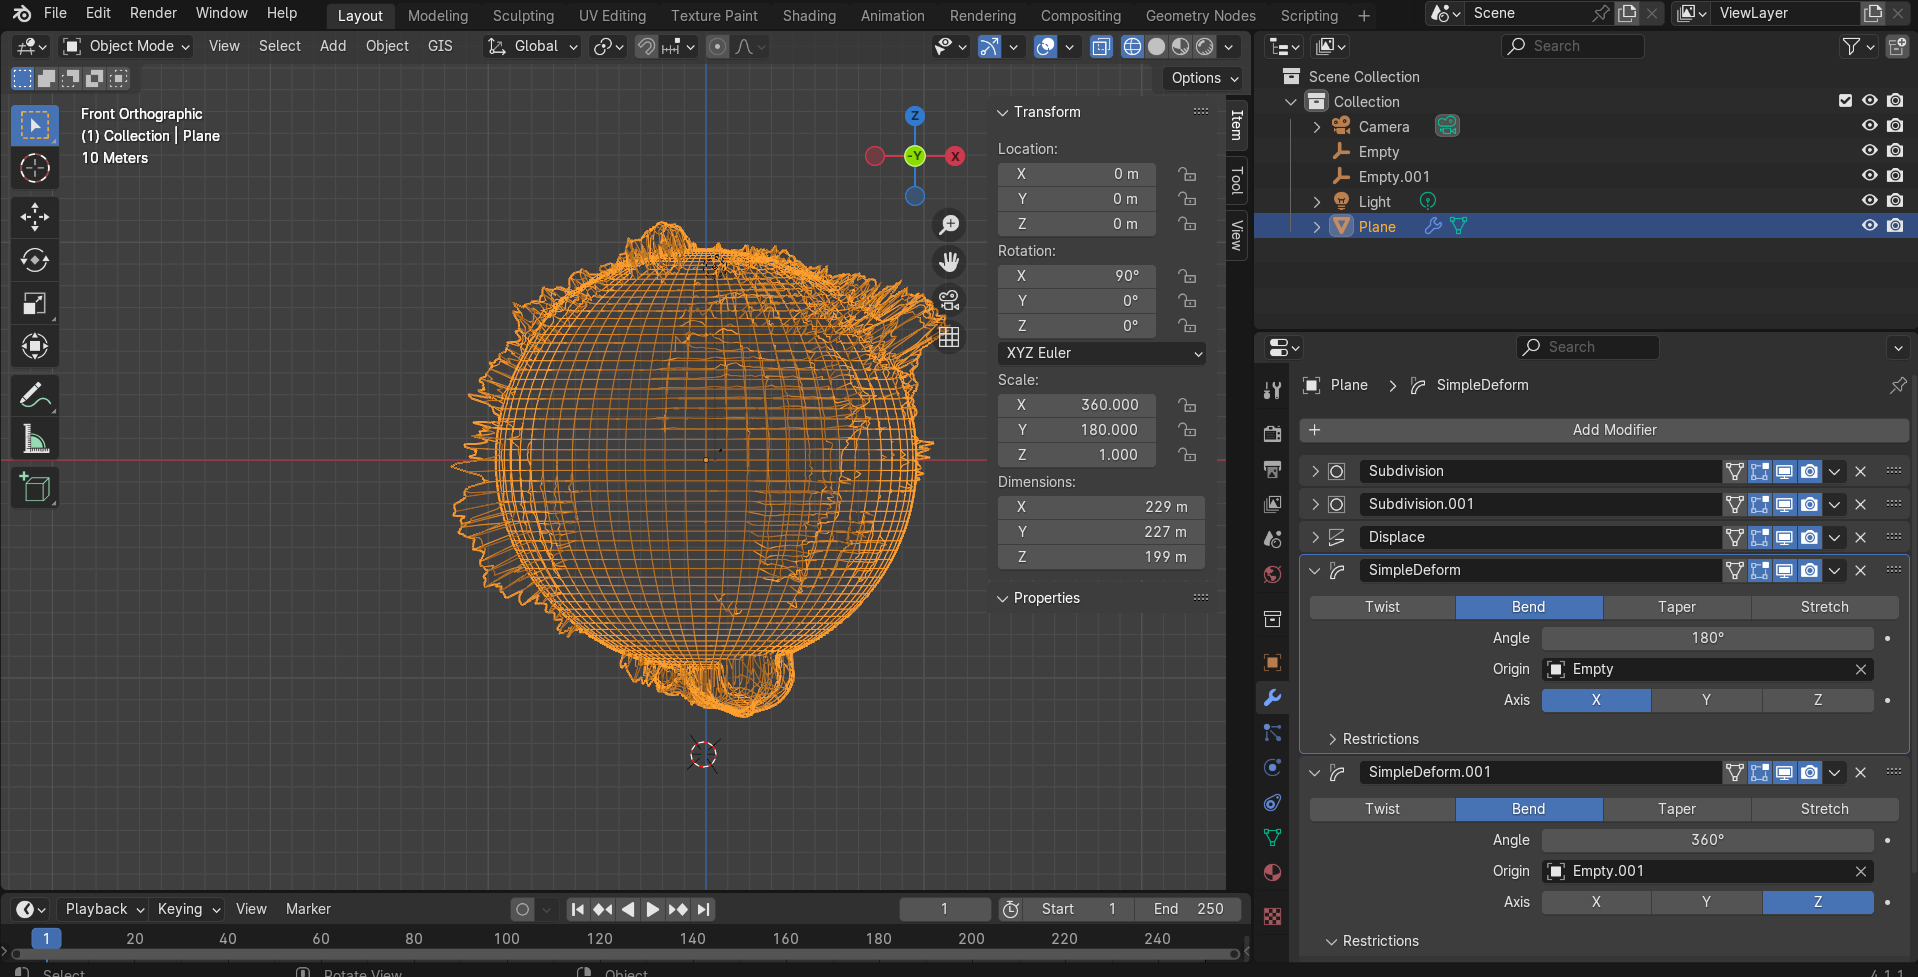 File Edit Render Window Help Layout Modeling Sculpting UV Editing Texture Paint Shading Animation Rendering Compositing Geometry Nodes Scripting + Scene ViewLayer
Object Mode View Select Add Object GIS Global Search
Options
Front Orthographic
(1) Collection | Plane
10 Meters
Z
-Y X
Transform
Location:
X 0 m
Y 0 m
Z 0 m
Rotation:
X 90°
Y 0°
Z 0°
XYZ Euler
Scale:
X 360.000
Y 180.000
Z 1.000
Dimensions:
X 229 m
Y 227 m
Z 199 m
Properties
Item
Tool
View
Scene Collection
Collection
Camera
Empty
Empty.001
Light
Plane
Search
Plane > SimpleDeform
+ Add Modifier
Subdivision
Subdivision.001
Displace
SimpleDeform
Twist Bend Taper Stretch
Angle 180°
Origin Empty
Axis X Y Z
Restrictions
SimpleDeform.001
Twist Bend Taper Stretch
Angle 360°
Origin Empty.001
Axis X Y Z
Restrictions
Playback Keying View Marker 1 Start 1 End 250
1 20 40 60 80 100 120 140 160 180 200 220 240
Select Rotate View Object 4.1.1